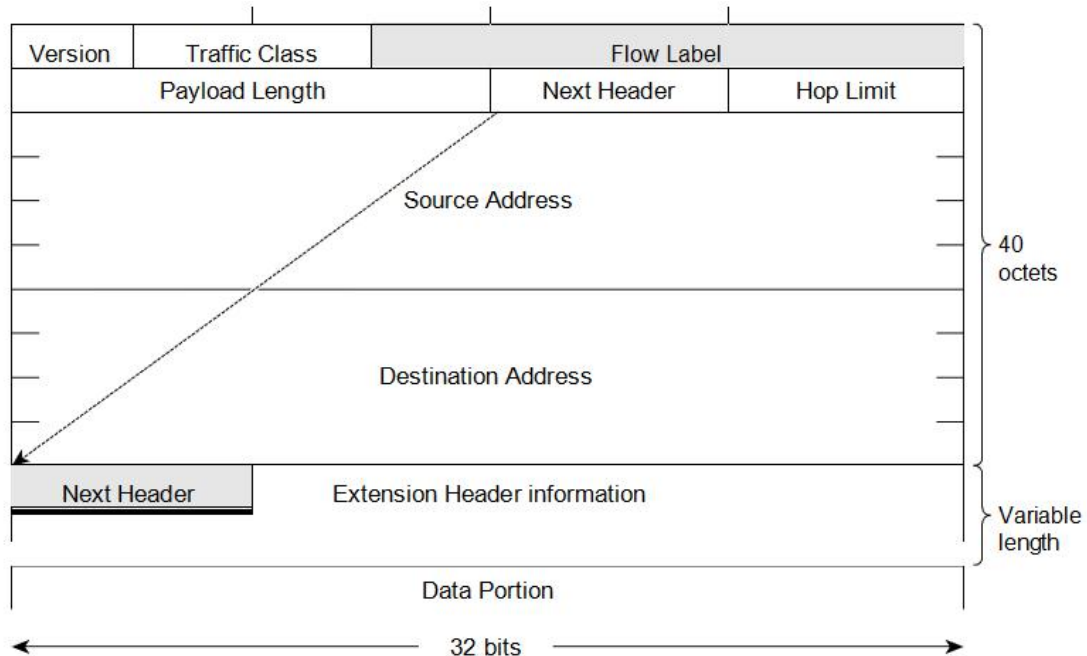 Version Traffic Class Flow Label
Payload Length Next Header Hop Limit
Source Address
40
octets
Destination Address
Next Header Extension Header information
Variable
length
Data Portion
32 bits